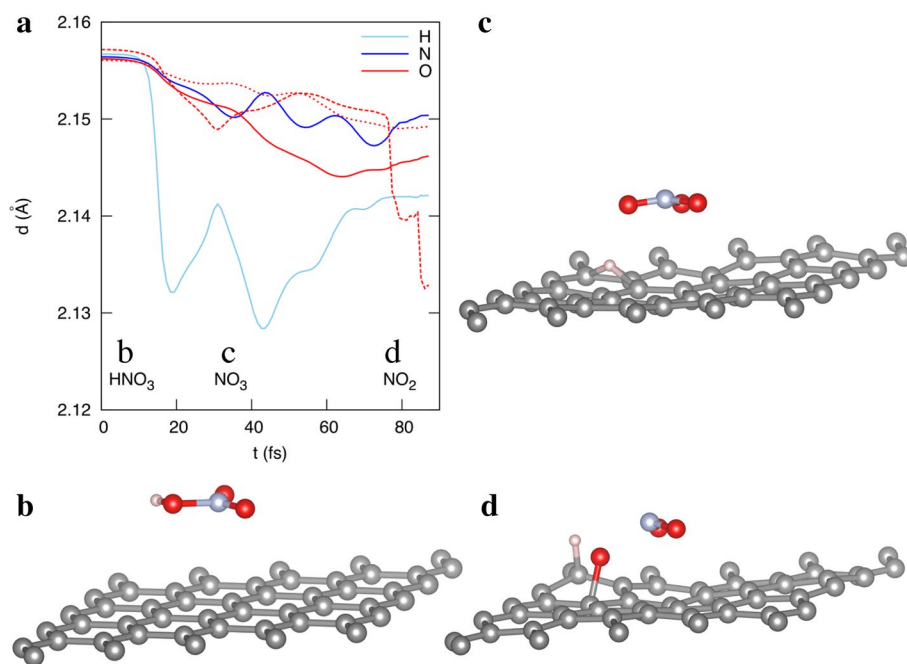 a
2.16
2.15
2.14
2.13
2.12
d (Å)
H
N
O
b
c
d
HNO₃
NO₃
NO₂
0
20
40
60
80
t (fs)
c
b
d